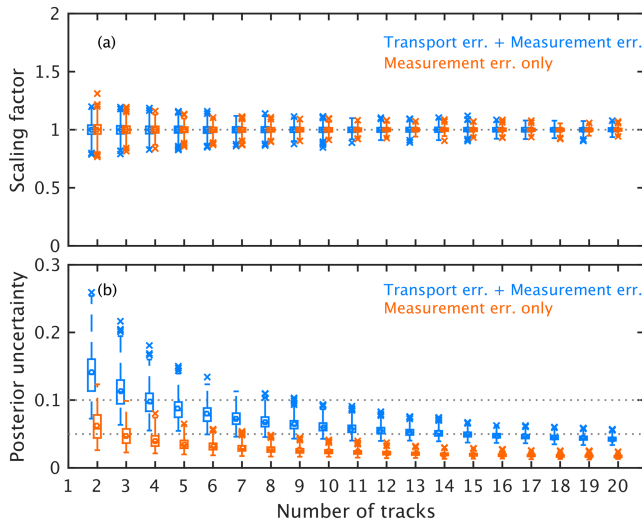 2
(a)
Transport err. + Measurement err.
Measurement err. only
1.5
Scaling factor
1
0.5
0
0.3
(b)
Transport err. + Measurement err.
Measurement err. only
0.2
Posterior uncertainty
0.1
0
1 2 3 4 5 6 7 8 9 10 11 12 13 14 15 16 17 18 19 20
Number of tracks